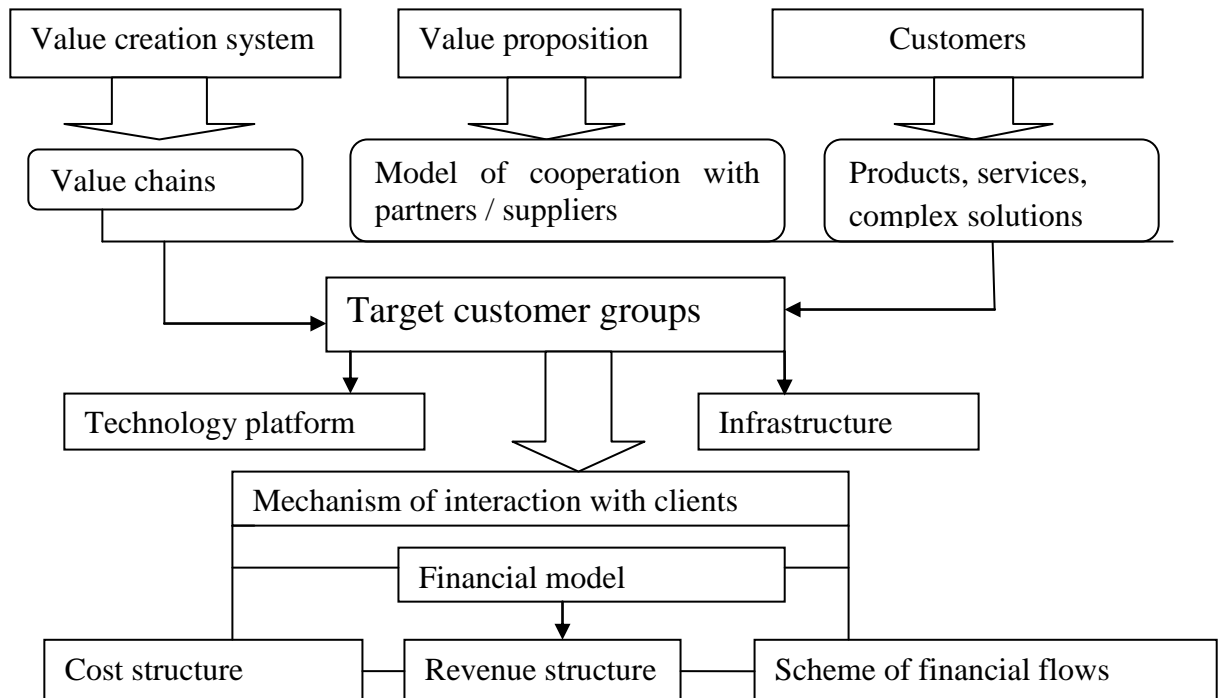 Value creation system
Value proposition
Customers
Value chains
Model of cooperation with
partners / suppliers
Products, services,
complex solutions
Target customer groups
Technology platform
Infrastructure
Mechanism of interaction with clients
Financial model
Cost structure
Revenue structure
Scheme of financial flows